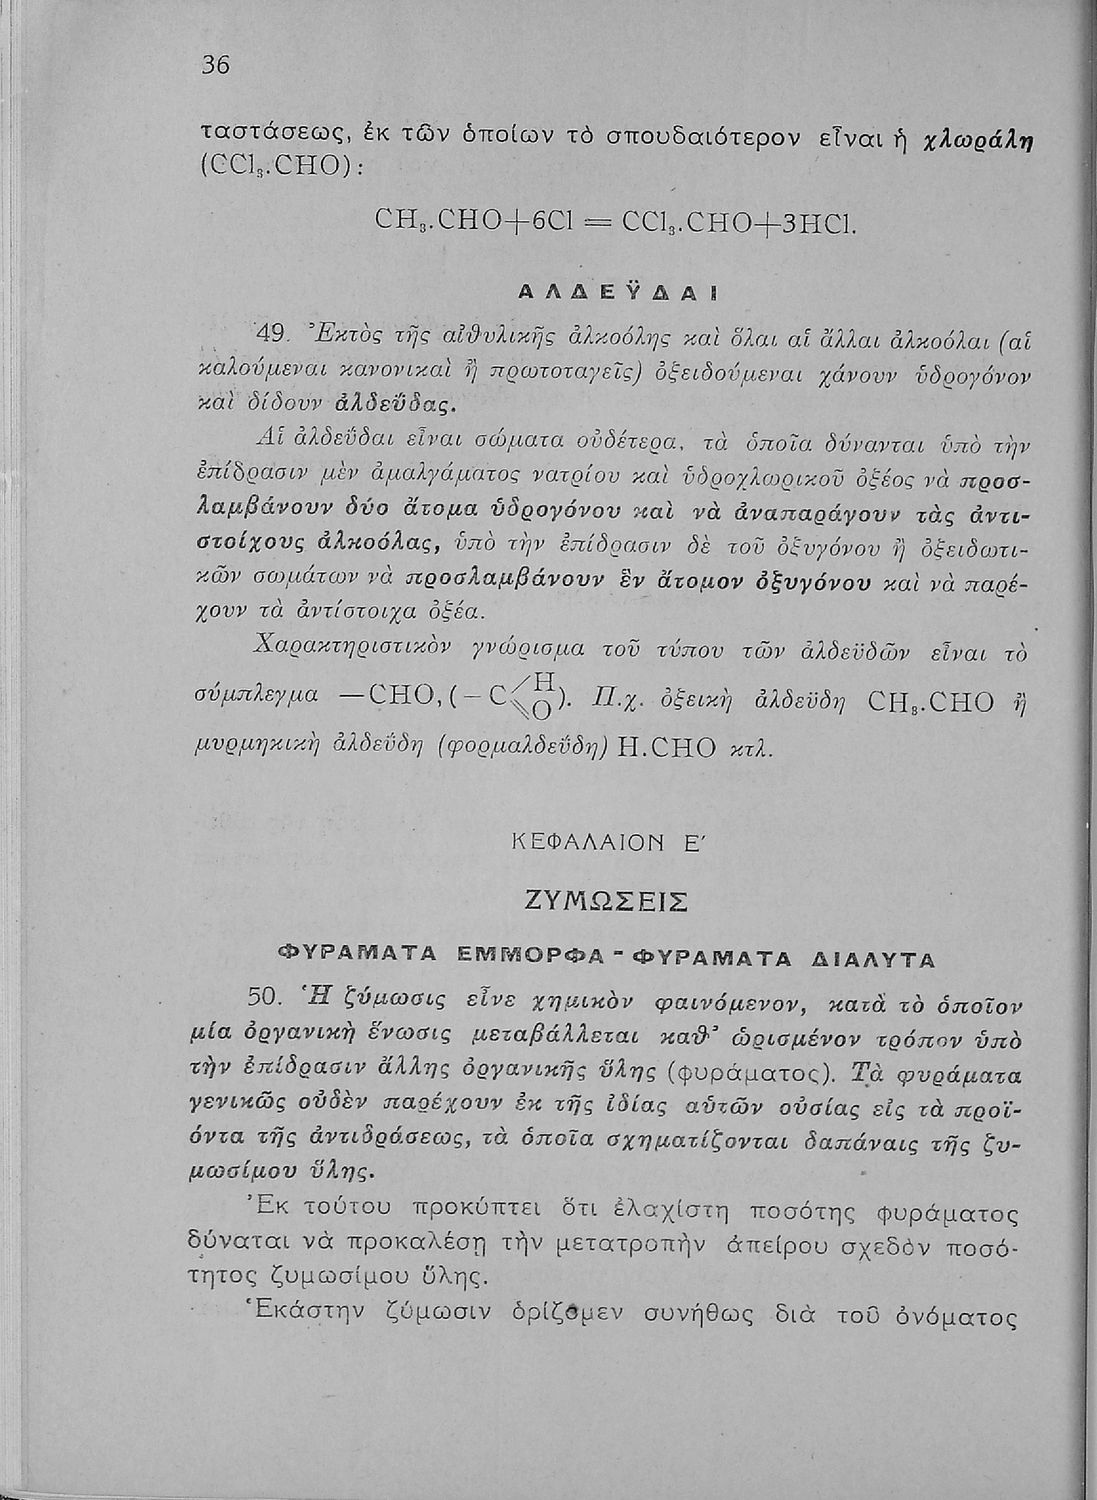 36
ταστάσεως, ἐκ τῶν ὁποίων τὸ σπουδαιότερον εἶναι ἡ χλωράλη
(CCl₃.CHO):
CH₃.CHO+6Cl = CCl₃.CHO+3HCl.
ΑΛΔΕΫΔΑΙ
49. Ἐκτὸς τῆς αἰθυλικῆς ἀλκοόλης καὶ ὅλαι αἱ ἄλλαι ἀλκοόλαι (αἱ
καλούμεναι κανονικαὶ ἢ πρωτοταγεῖς) ὀξειδούμεναι χάνουν ὑδρογόνον
καὶ δίδουν ἀλδεΰδας.
Αἱ ἀλδεΰδαι εἶναι σώματα οὐδέτερα, τὰ ὁποῖα δύνανται ὑπὸ τὴν
ἐπίδρασιν μὲν ἀμαλγάματος νατρίου καὶ ὑδροχλωρικοῦ ὀξέος νὰ προσ-
λαμβάνουν δύο ἄτομα ὑδρογόνου καὶ νὰ ἀναπαράγουν τὰς ἀντι-
στοίχους ἀλκοόλας, ὑπὸ τὴν ἐπίδρασιν δὲ τοῦ ὀξυγόνου ἢ ὀξειδωτι-
κῶν σωμάτων νὰ προσλαμβάνουν ἓν ἄτομον ὀξυγόνου καὶ νὰ παρέ-
χουν τὰ ἀντίστοιχα ὀξέα.
Χαρακτηριστικὸν γνώρισμα τοῦ τύπου τῶν ἀλδεϋδῶν εἶναι τὸ
σύμπλεγμα —CHO, (–C⟨H O). Π.χ. ὀξεικὴ ἀλδεϋδη CH₃.CHO ἢ
μυρμηκικὴ ἀλδεΰδη (φορμαλδεΰδη) H.CHO κτλ.
ΚΕΦΑΛΑΙΟΝ Ε′
ΖΥΜΩΣΕΙΣ
ΦΥΡΑΜΑΤΑ ΕΜΜΟΡΦΑ - ΦΥΡΑΜΑΤΑ ΔΙΑΛΥΤΑ
50. Ἡ ζύμωσις εἶνε χημικὸν φαινόμενον, κατὰ τὸ ὁποῖον
μία ὀργανικὴ ἕνωσις μεταβάλλεται καθ᾽ ὡρισμένον τρόπον ὑπὸ
τὴν ἐπίδρασιν ἄλλης ὀργανικῆς ὕλης (φυράματος). Τὰ φυράματα
γενικῶς οὐδὲν παρέχουν ἐκ τῆς ἰδίας αὑτῶν οὐσίας εἰς τὰ προϊ-
όντα τῆς ἀντιδράσεως, τὰ ὁποῖα σχηματίζονται δαπάναις τῆς ζυ-
μωσίμου ὕλης.
Ἐκ τούτου προκύπτει ὅτι ἐλαχίστη ποσότης φυράματος
δύναται νὰ προκαλέσῃ τὴν μετατροπὴν ἀπείρου σχεδὸν ποσό-
τητος ζυμωσίμου ὕλης.
Ἑκάστην ζύμωσιν ὁρίζομεν συνήθως διὰ τοῦ ὀνόματος